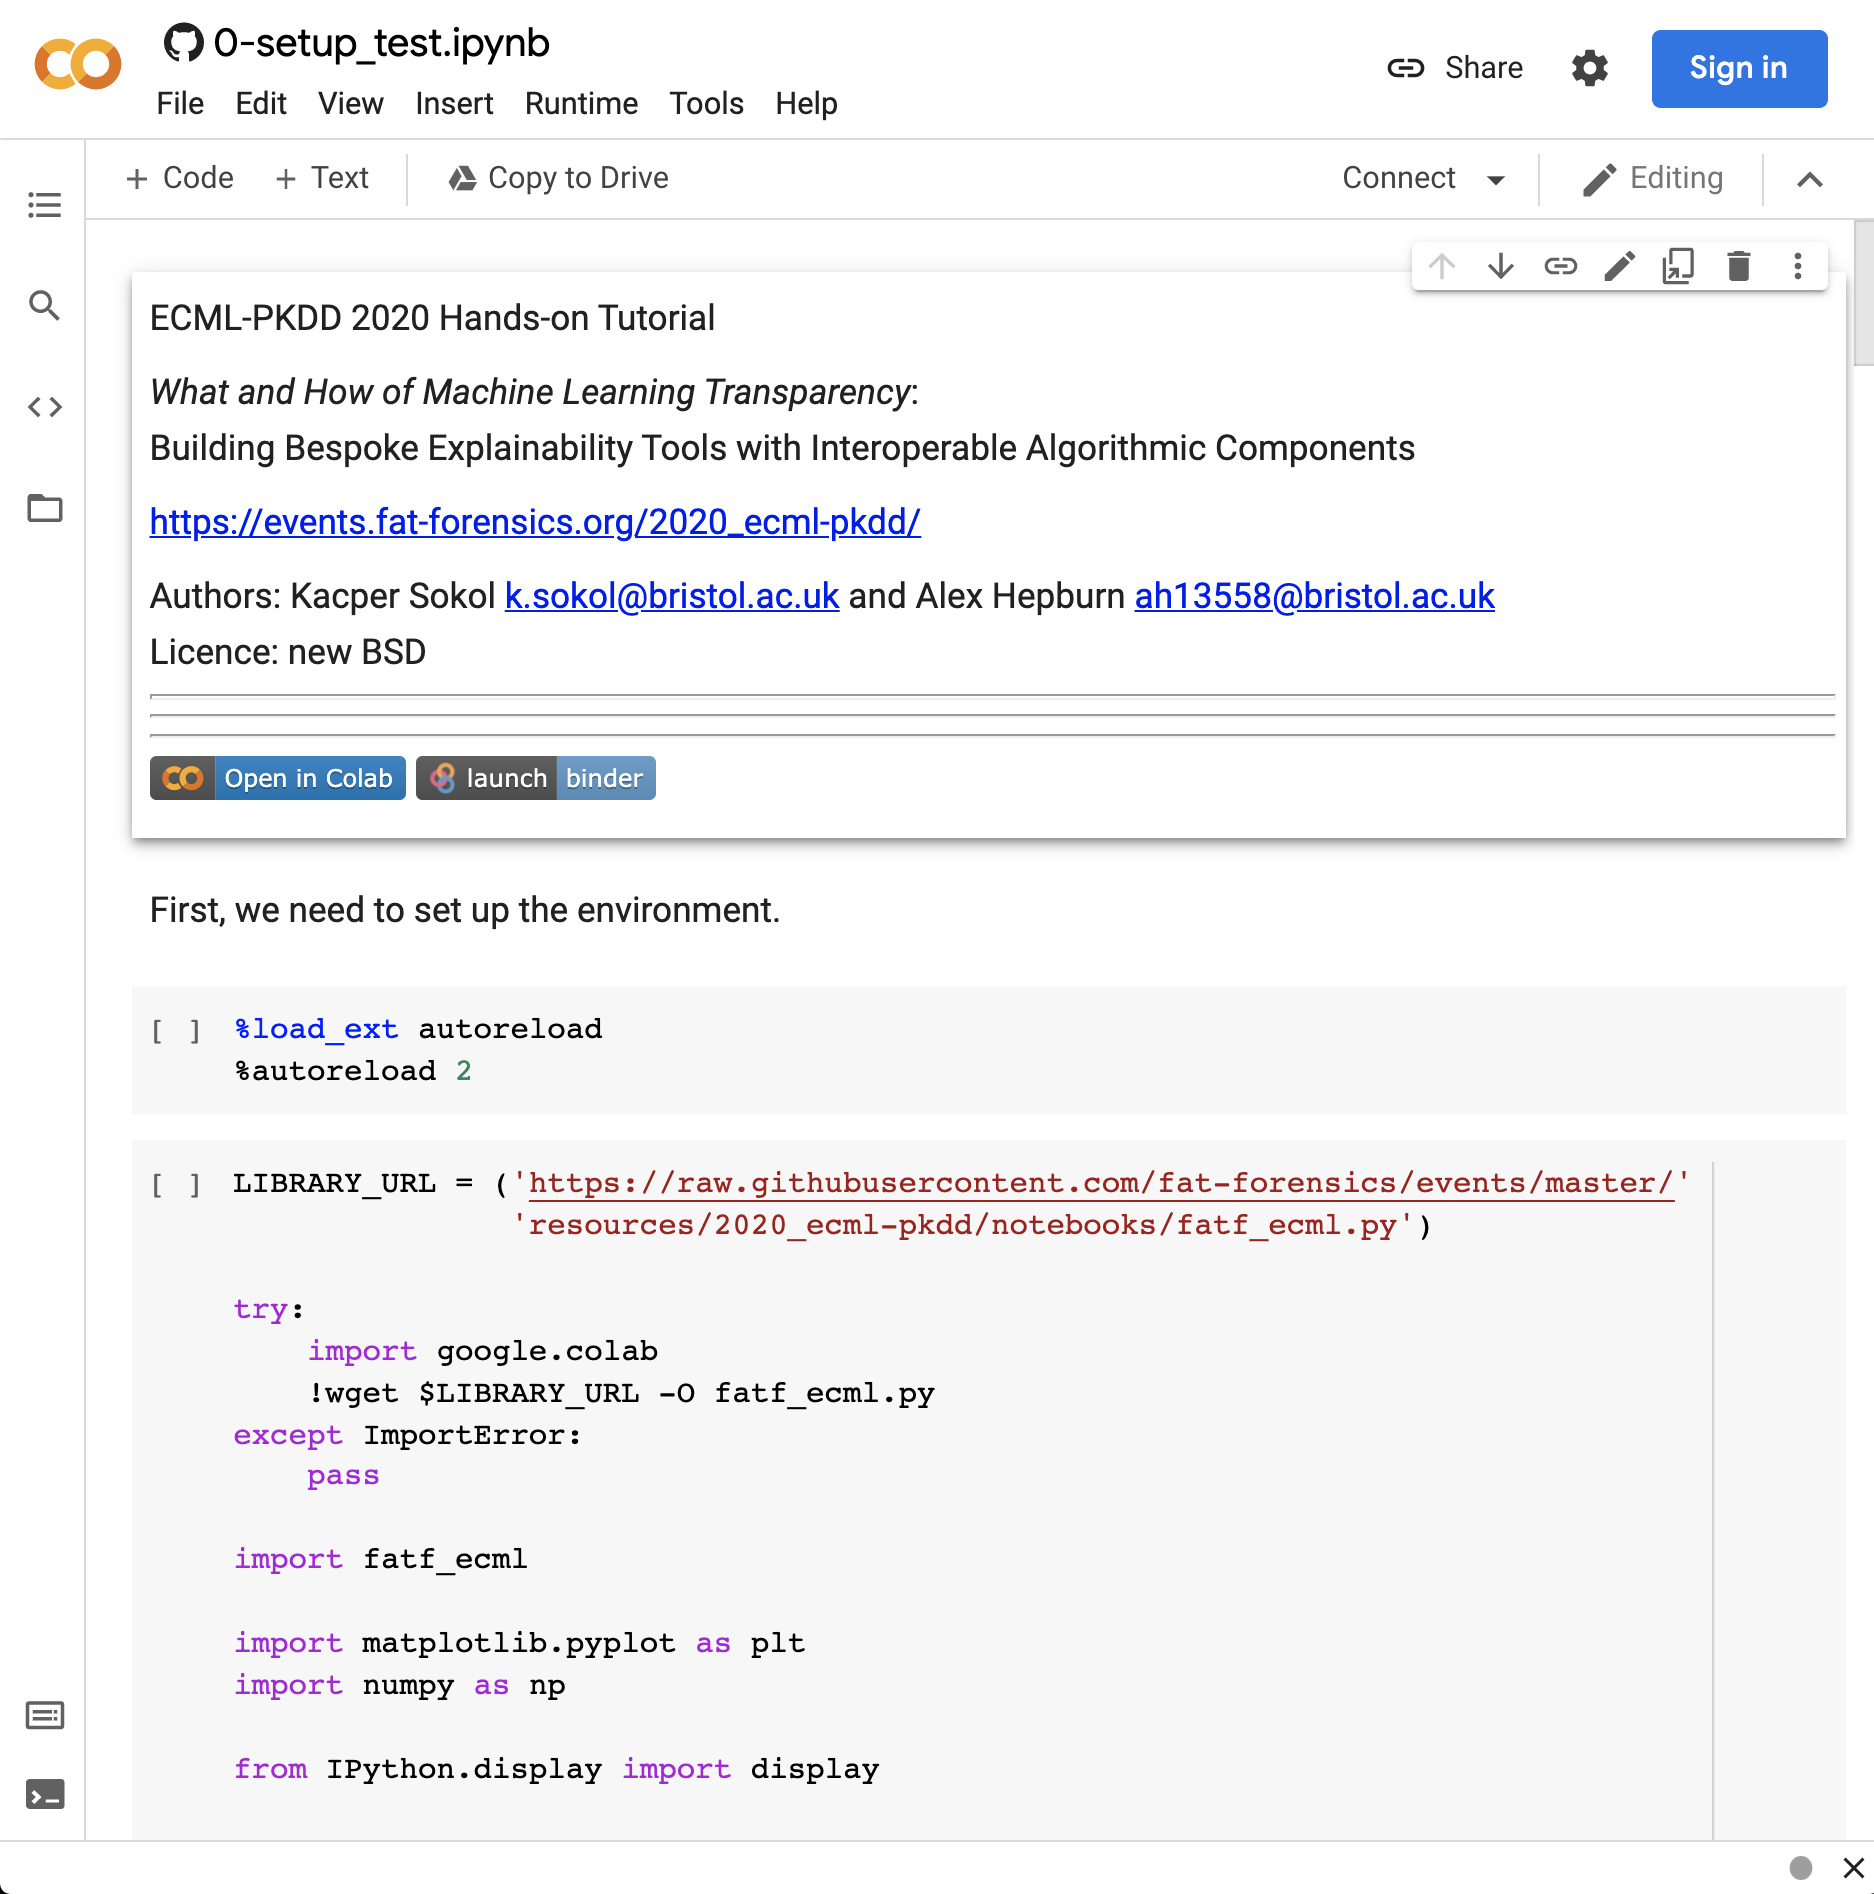 0-setup_test.ipynb
Share
Sign in
File Edit View Insert Runtime Tools Help
+ Code + Text Copy to Drive Connect Editing
ECML-PKDD 2020 Hands-on Tutorial
What and How of Machine Learning Transparency:
Building Bespoke Explainability Tools with Interoperable Algorithmic Components
https://events.fat-forensics.org/2020_ecml-pkdd/
Authors: Kacper Sokol k.sokol@bristol.ac.uk and Alex Hepburn ah13558@bristol.ac.uk
Licence: new BSD
Open in Colab launch binder
First, we need to set up the environment.
[ ] %load_ext autoreload
%autoreload 2
[ ] LIBRARY_URL = ('https://raw.githubusercontent.com/fat-forensics/events/master/'
'resources/2020_ecml-pkdd/notebooks/fatf_ecml.py')
try:
import google.colab
!wget $LIBRARY_URL -O fatf_ecml.py
except ImportError:
pass
import fatf_ecml
import matplotlib.pyplot as plt
import numpy as np
from IPython.display import display